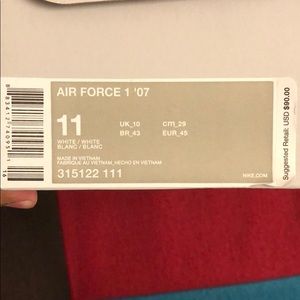 AIR FORCE 1 '07
11
UK_10
cm_29
BR_43
EUR_45
WHITE / WHITE
BLANC / BLANC
MADE IN VIETNAM
FABRIQUE AU VIETNAM_HECHO EN VIETNAM
315122 111
NIKE.COM
Suggested Retail: USD $90.00